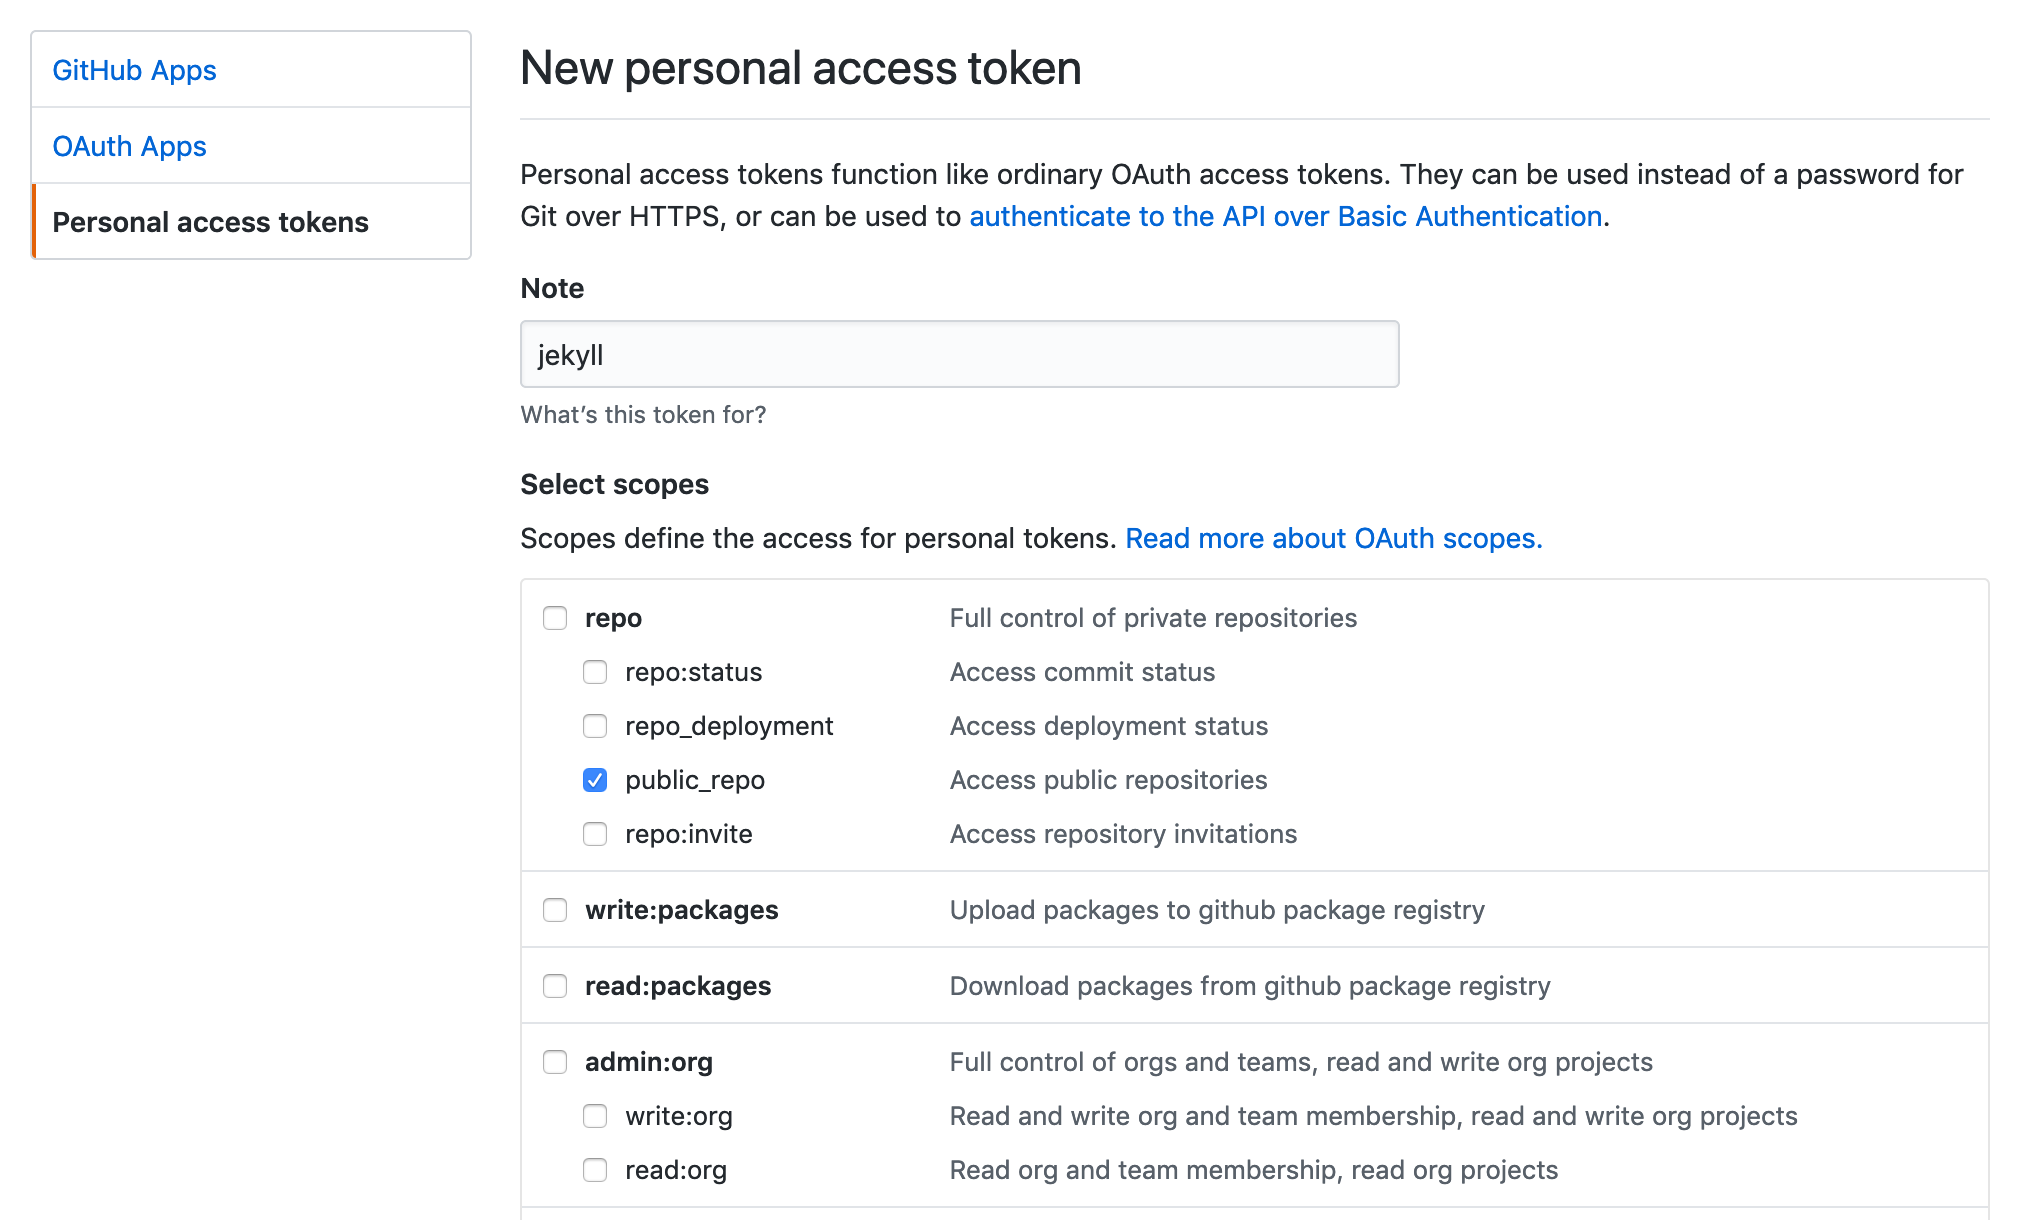 GitHub Apps
OAuth Apps
Personal access tokens
New personal access token
Personal access tokens function like ordinary OAuth access tokens. They can be used instead of a password for
Git over HTTPS, or can be used to authenticate to the API over Basic Authentication.
Note
jekyll
What’s this token for?
Select scopes
Scopes define the access for personal tokens. Read more about OAuth scopes.
repo Full control of private repositories
repo:status Access commit status
repo_deployment Access deployment status
public_repo Access public repositories
repo:invite Access repository invitations
write:packages Upload packages to github package registry
read:packages Download packages from github package registry
admin:org Full control of orgs and teams, read and write org projects
write:org Read and write org and team membership, read and write org projects
read:org Read org and team membership, read org projects